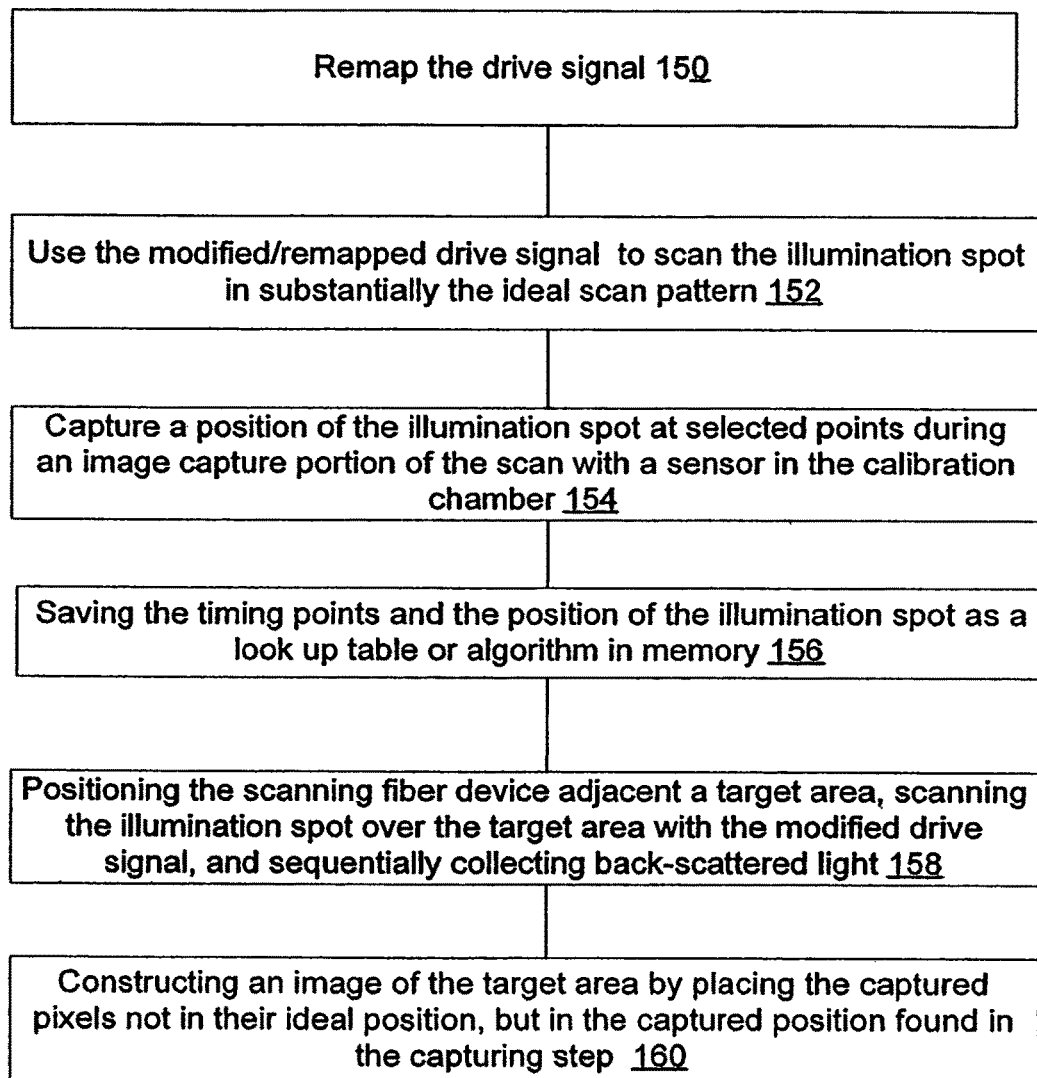 Remap the drive signal 150
Use the modified/remapped drive signal to scan the illumination spot
in substantially the ideal scan pattern 152
Capture a position of the illumination spot at selected points during
an image capture portion of the scan with a sensor in the calibration
chamber 154
Saving the timing points and the position of the illumination spot as a
look up table or algorithm in memory 156
Positioning the scanning fiber device adjacent a target area, scanning
the illumination spot over the target area with the modified drive
signal, and sequentially collecting back-scattered light 158
Constructing an image of the target area by placing the captured
pixels not in their ideal position, but in the captured position found in
the capturing step 160